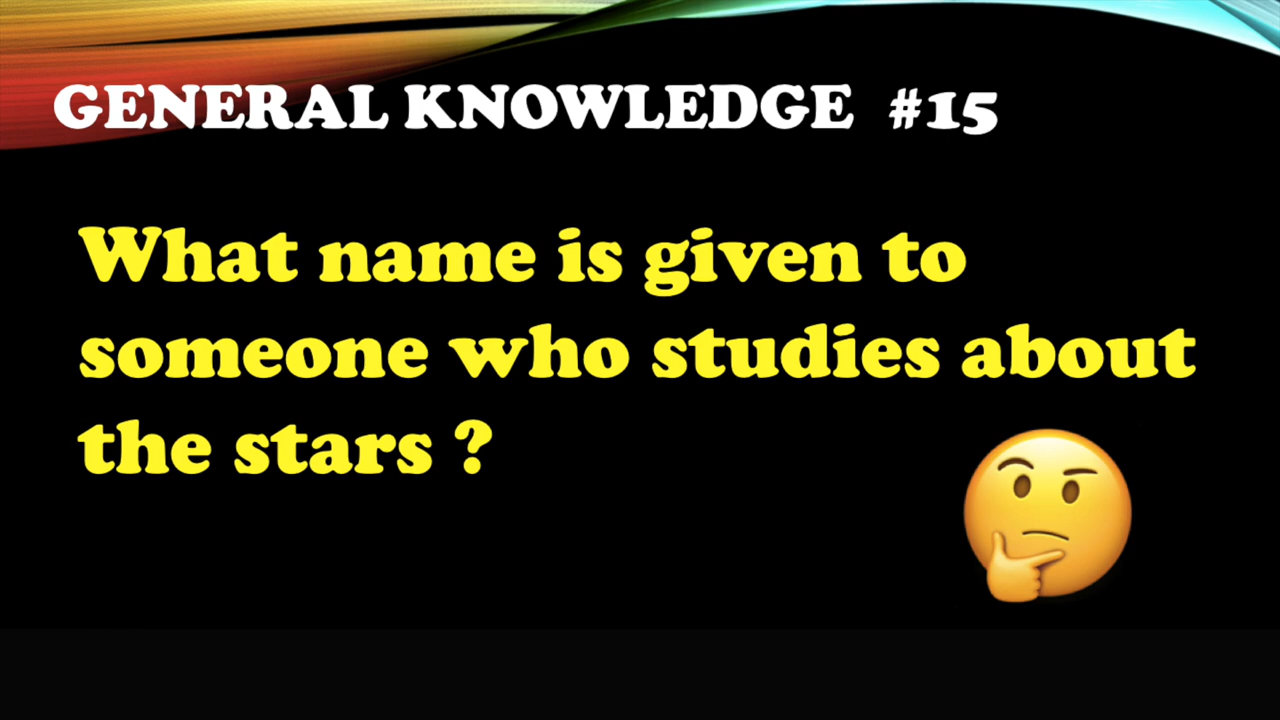 GENERAL KNOWLEDGE #15
What name is given to
someone who studies about
the stars ?